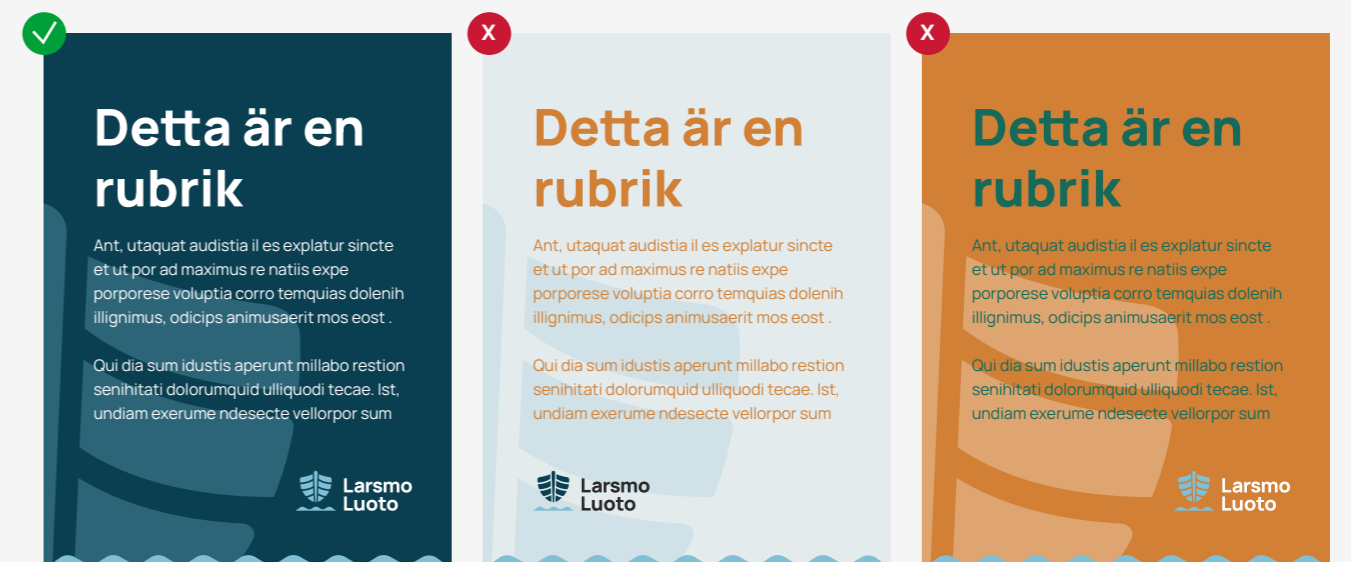 Detta är en
rubrik
Ant, utaquat audistia il es explatur sincte
et ut por ad maximus re natiis expe
porporese voluptia corro temquias dolenih
illignimus, odicips animusaerit mos eost .
Qui dia sum idustis aperunt millabo restion
senihitati dolorumquid ulliquodi tecae. Ist,
undiam exerume ndesecte vellorpor sum
Larsmo
Luoto
X
Detta är en
rubrik
Ant, utaquat audistia il es explatur sincte
et ut por ad maximus re natiis expe
porporese voluptia corro temquias dolenih
illignimus, odicips animusaerit mos eost .
Qui dia sum idustis aperunt millabo restion
senihitati dolorumquid ulliquodi tecae. Ist,
undiam exerume ndesecte vellorpor sum
Larsmo
Luoto
X
Detta är en
rubrik
Ant, utaquat audistia il es explatur sincte
et ut por ad maximus re natiis expe
porporese voluptia corro temquias dolenih
illignimus, odicips animusaerit mos eost .
Qui dia sum idustis aperunt millabo restion
senihitati dolorumquid ulliquodi tecae. Ist,
undiam exerume ndesecte vellorpor sum
Larsmo
Luoto